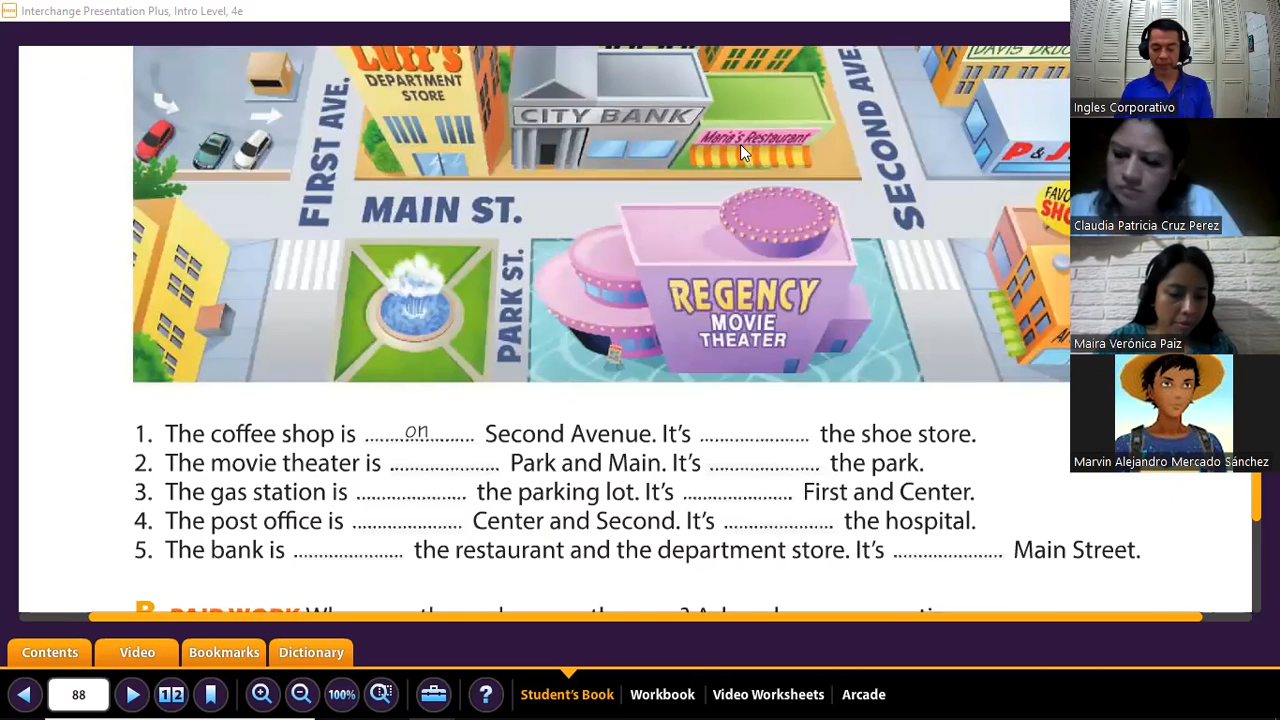 Interchange Presentation Plus, Intro Level, 4e
Luff's
DEPARTMENT
STORE
CITY BANK
Maria's Restaurant
FIRST AVE.
SECOND AVE.
MAIN ST.
PARK ST.
REGENCY
MOVIE
THEATER
1. The coffee shop is on Second Avenue. It's the shoe store.
2. The movie theater is Park and Main. It's the park.
3. The gas station is the parking lot. It's First and Center.
4. The post office is Center and Second. It's the hospital.
5. The bank is the restaurant and the department store. It's Main Street.
Ingles Corporativo
Claudia Patricia Cruz Perez
Maira Verónica Paiz
Marvin Alejandro Mercado Sánchez
Contents Video Bookmarks Dictionary
88 1 2 100% ? Student's Book Workbook Video Worksheets Arcade